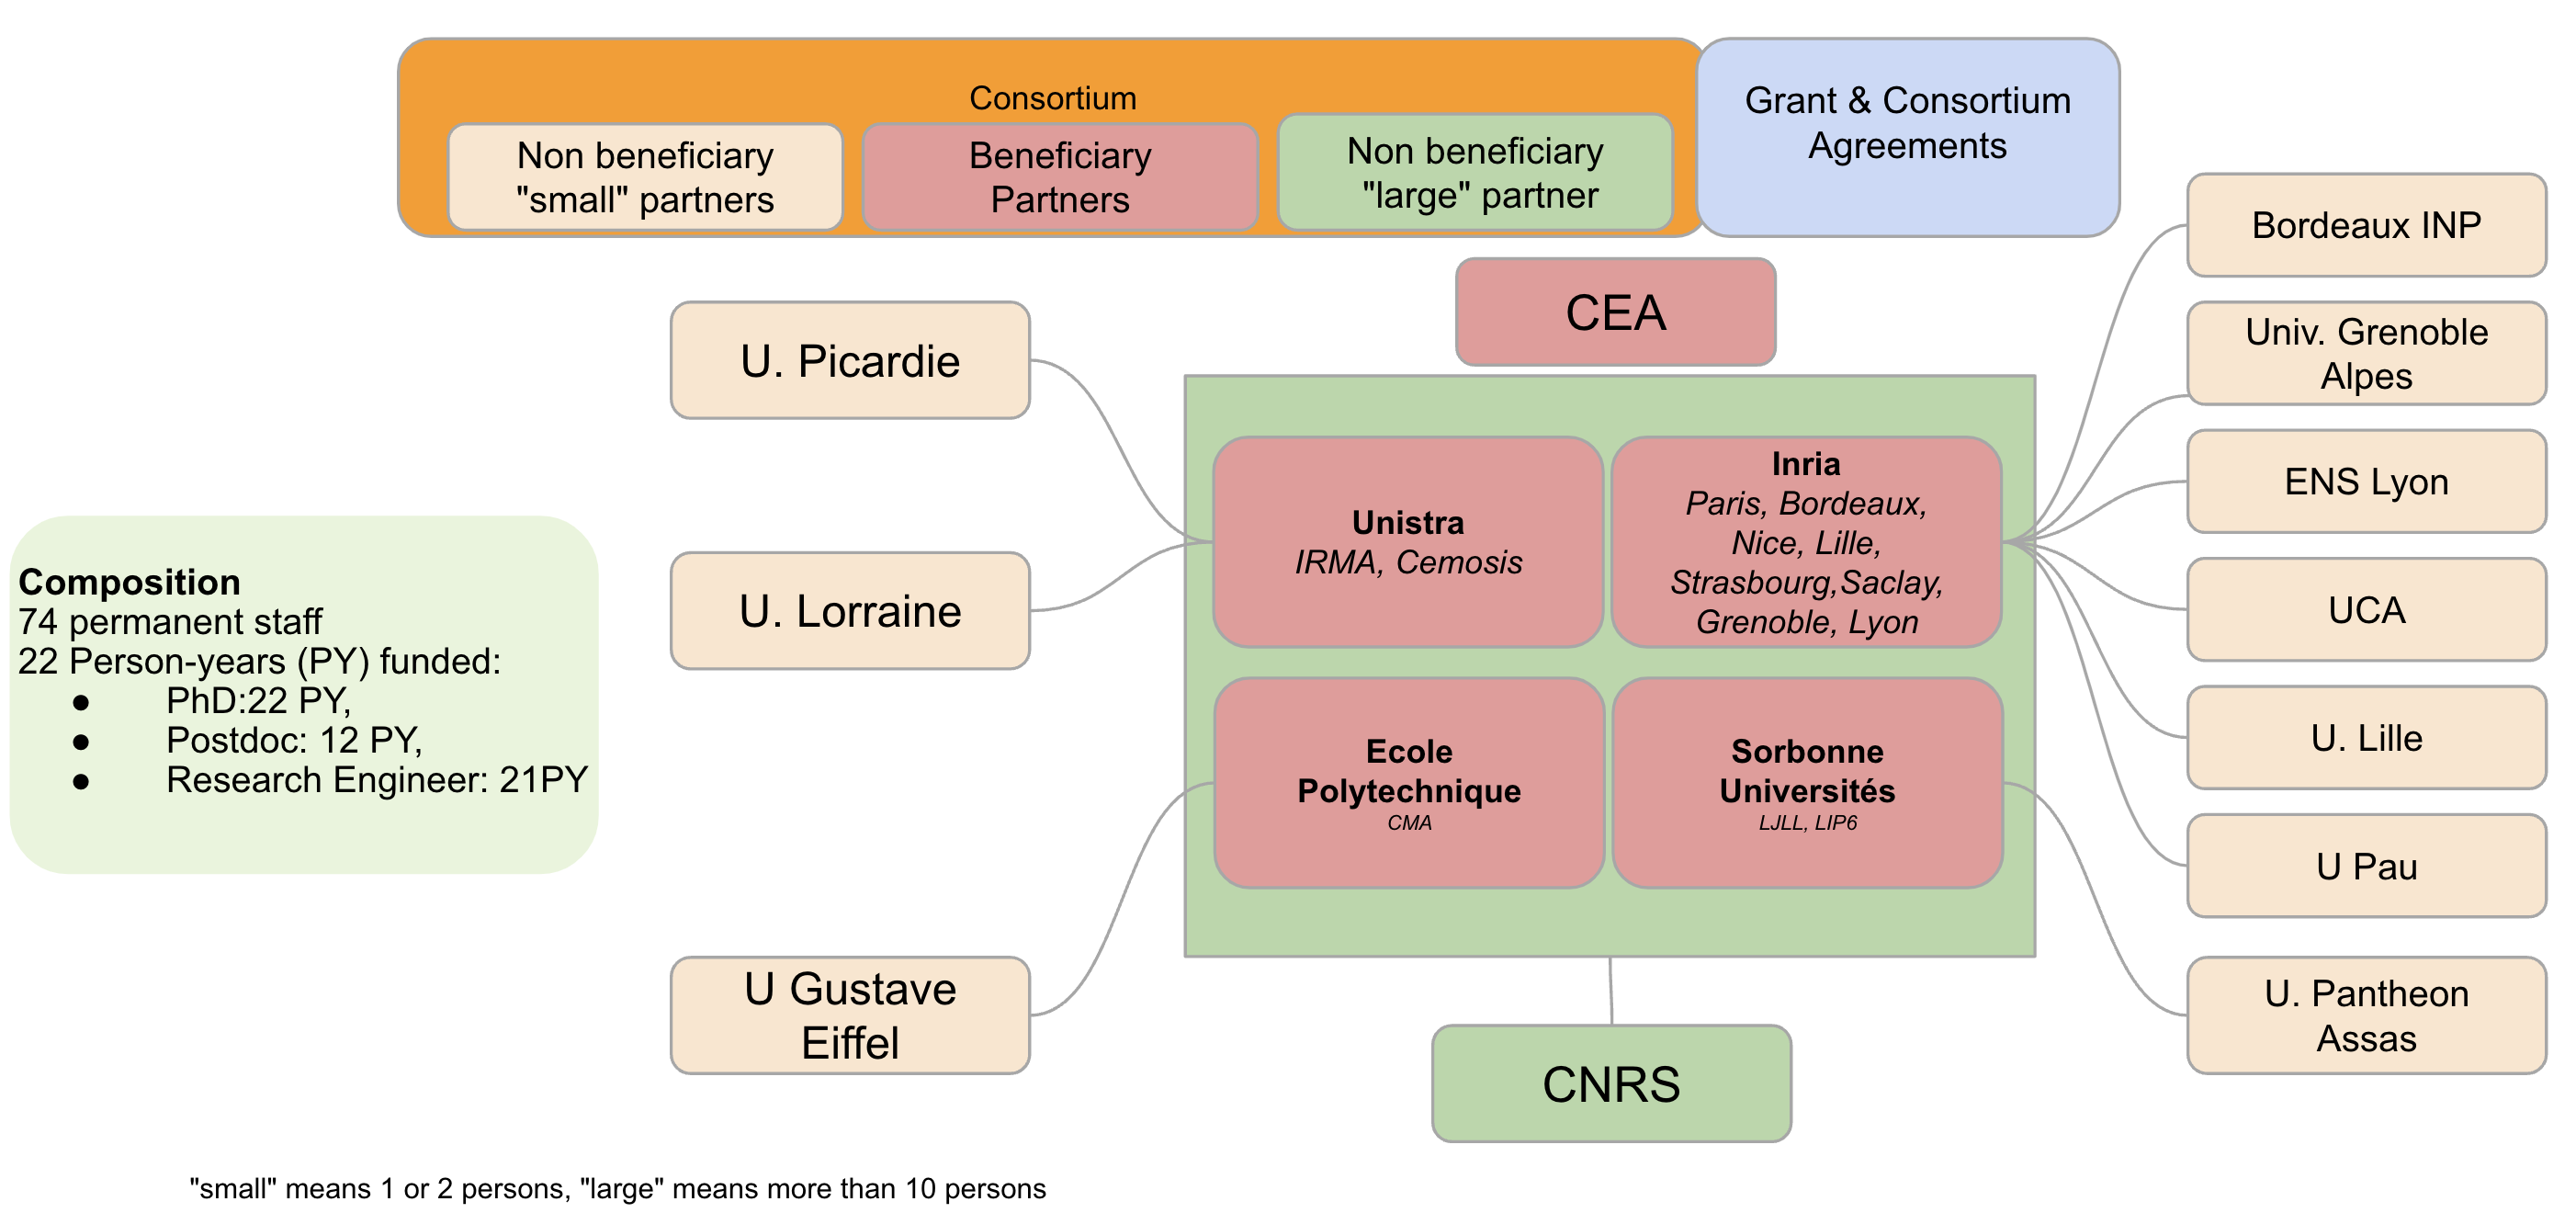 Consortium
Non beneficiary
"small" partners
Beneficiary
Partners
Non beneficiary
"large" partner
Grant & Consortium
Agreements
CEA
U. Picardie
U. Lorraine
U Gustave
Eiffel
Composition
74 permanent staff
22 Person-years (PY) funded:
● PhD:22 PY,
● Postdoc: 12 PY,
● Research Engineer: 21PY
Unistra
IRMA, Cemosis
Inria
Paris, Bordeaux,
Nice, Lille,
Strasbourg,Saclay,
Grenoble, Lyon
Ecole
Polytechnique
CMA
Sorbonne
Universités
LJLL, LIP6
CNRS
Bordeaux INP
Univ. Grenoble
Alpes
ENS Lyon
UCA
U. Lille
U Pau
U. Pantheon
Assas
"small" means 1 or 2 persons, "large" means more than 10 persons